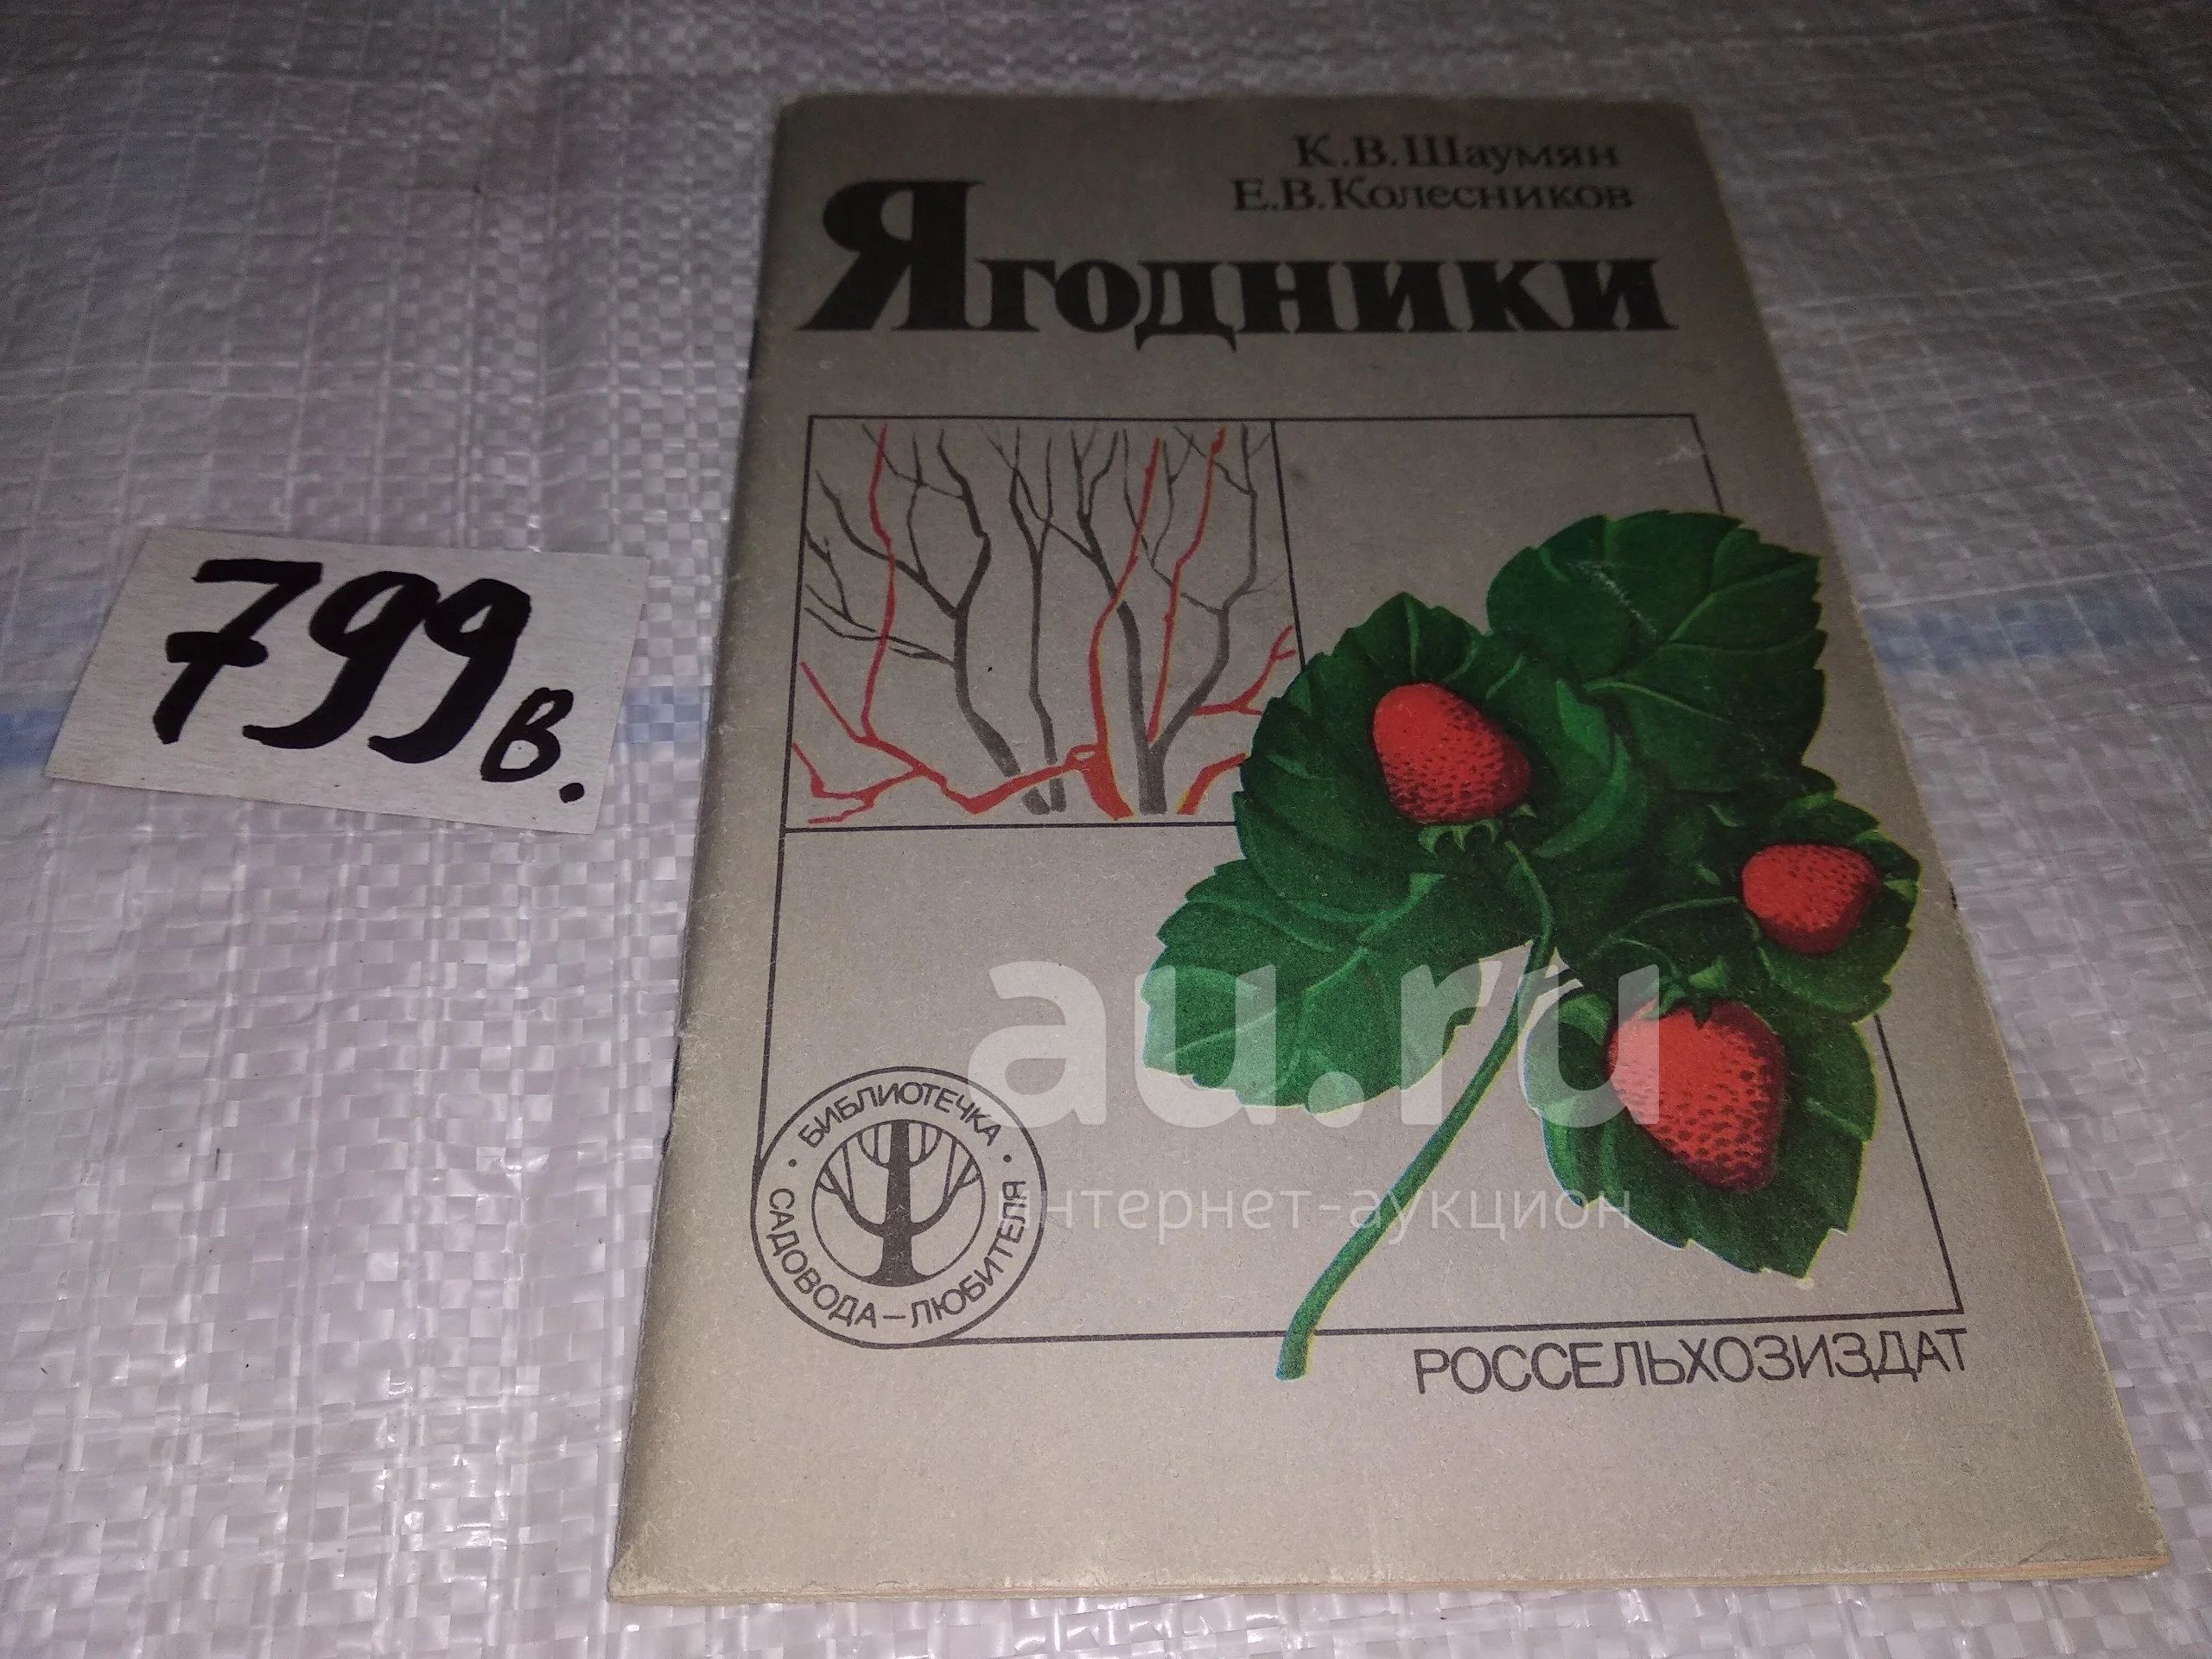 К.В.Шаумян
Е.В.Колесников
Ягодники
799в.
au.ru
интернет-аукцион
БИБЛИОТЕЧКА
САДОВОДА–ЛЮБИТЕЛЯ
РОССЕЛЬХОЗИЗДАТ